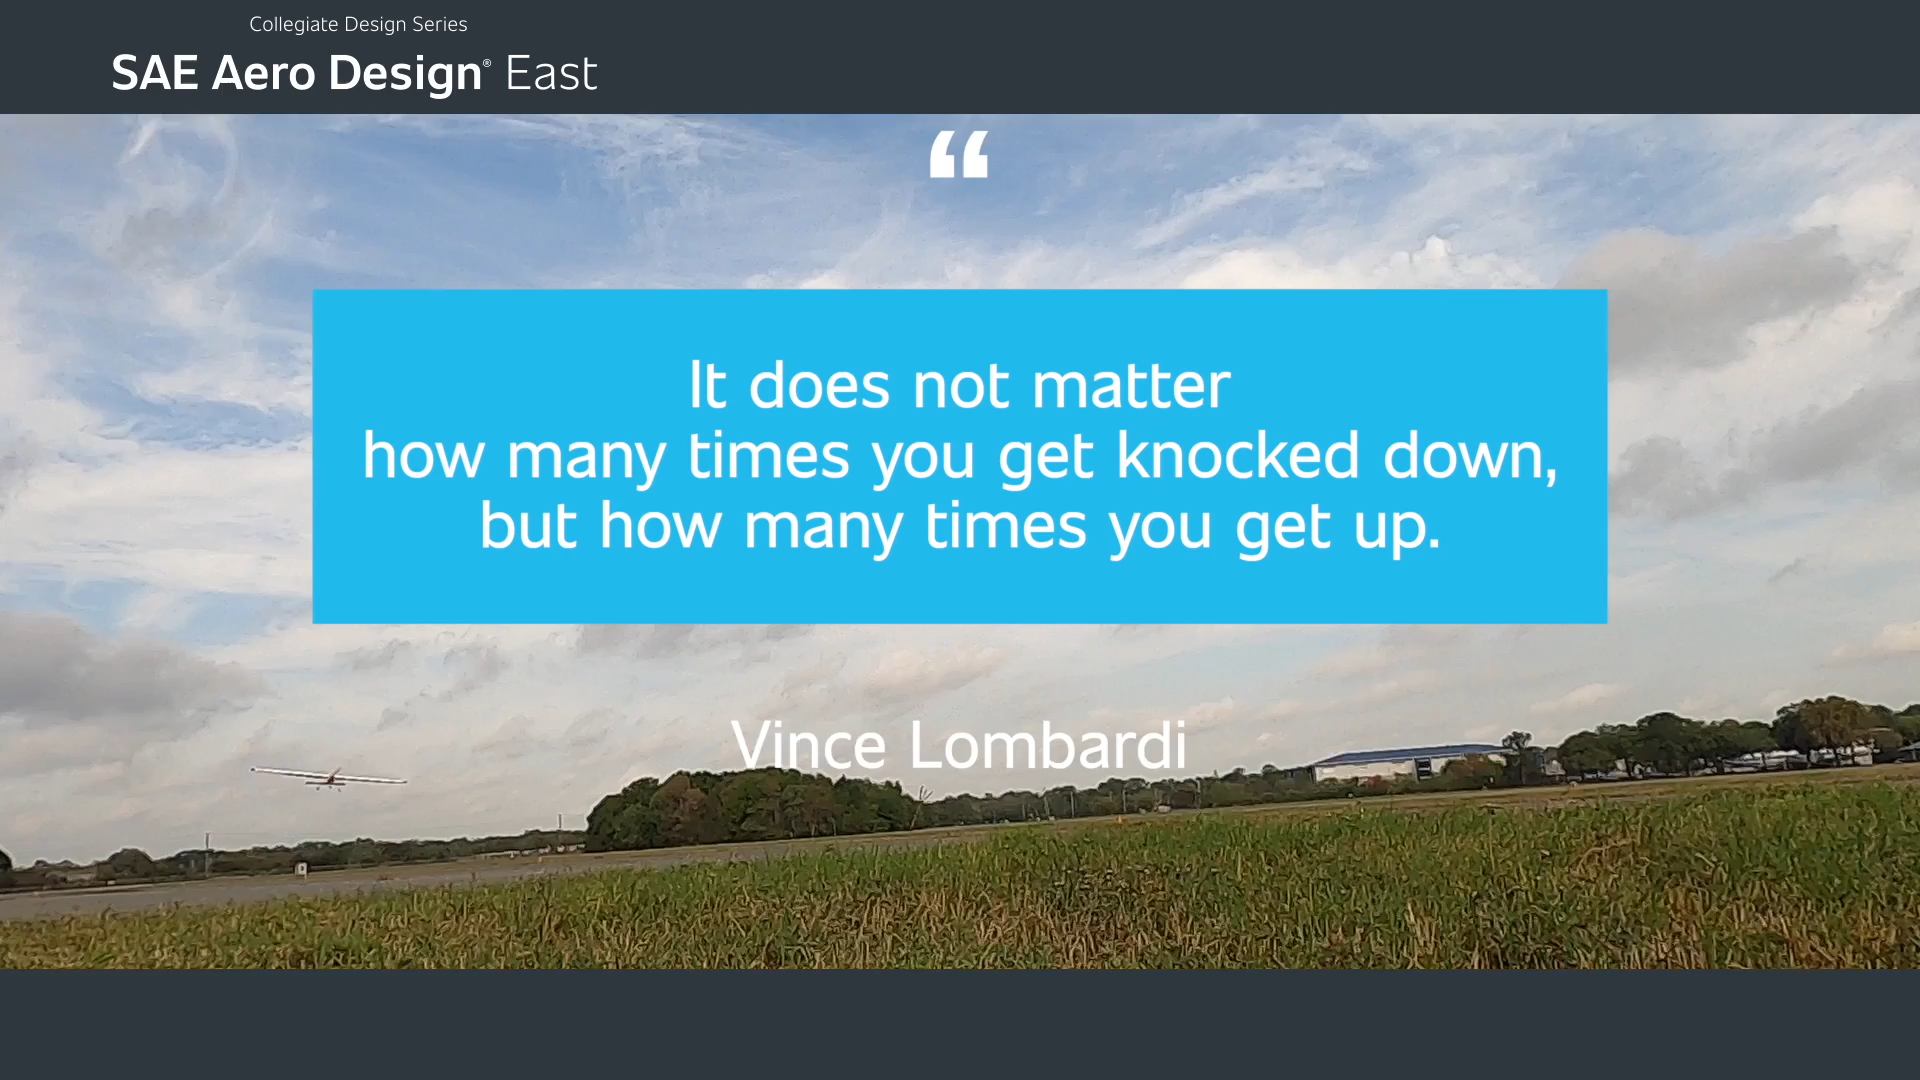 Collegiate Design Series
SAE Aero Design® East
“
It does not matter
how many times you get knocked down,
but how many times you get up.
Vince Lombardi